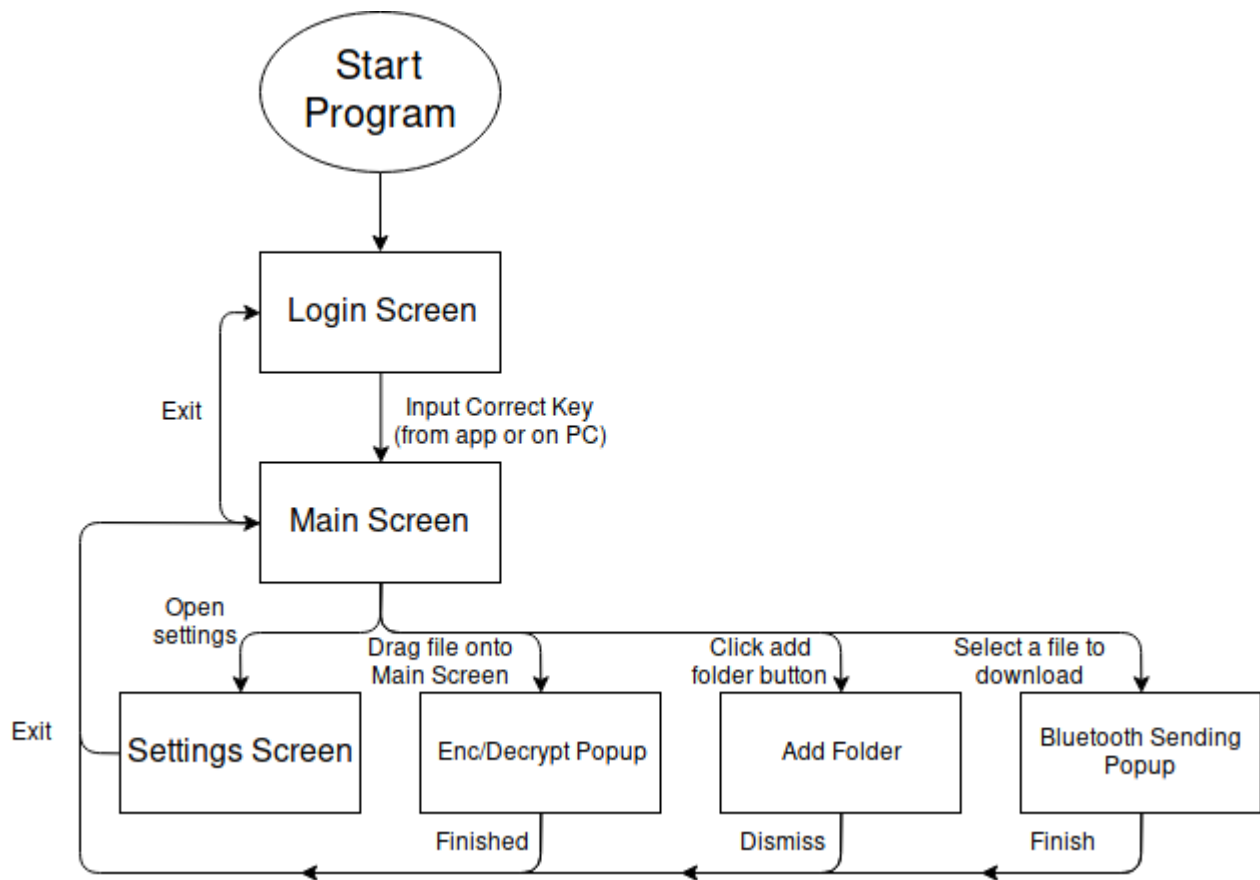 Start
Program
Login Screen
Exit
Input Correct Key
(from app or on PC)
Main Screen
Open
settings
Drag file onto
Main Screen
Click add
folder button
Select a file to
download
Exit
Settings Screen
Enc/Decrypt Popup
Add Folder
Bluetooth Sending
Popup
Finished
Dismiss
Finish